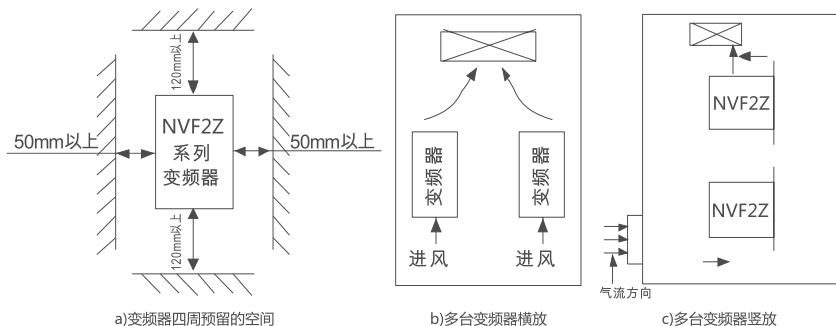 120mm以上
NVF2Z
系列
变频器
50mm以上
50mm以上
120mm以上
a)变频器四周预留的空间
变频器
变频器
进风
进风
b)多台变频器横放
NVF2Z
NVF2Z
气流方向
c)多台变频器竖放